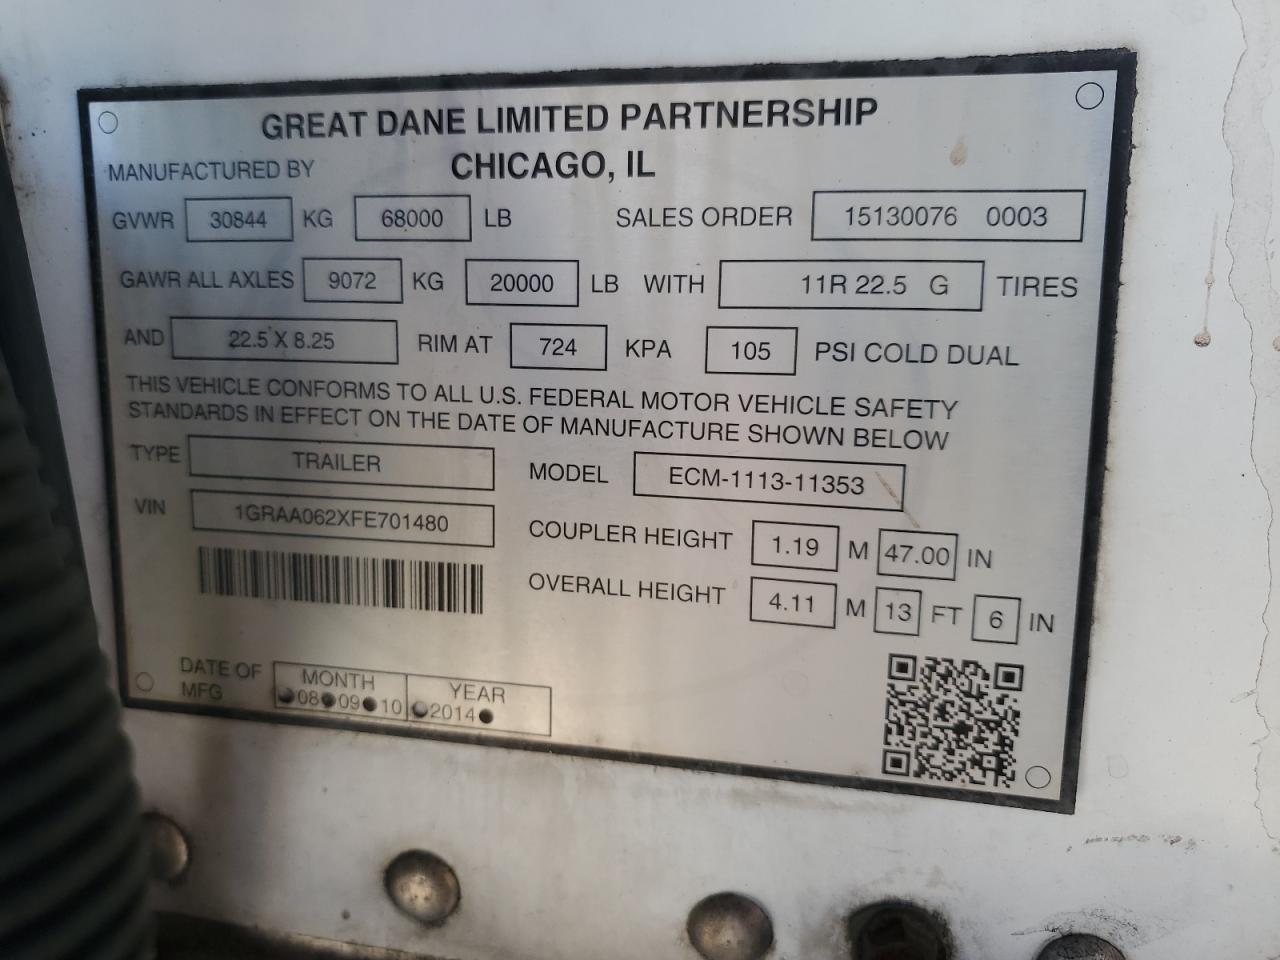 GREAT DANE LIMITED PARTNERSHIP
MANUFACTURED BY CHICAGO, IL
GVWR 30844 KG 68000 LB SALES ORDER 15130076 0003
GAWR ALL AXLES 9072 KG 20000 LB WITH 11R 22.5 G TIRES
AND 22.5 X 8.25 RIM AT 724 KPA 105 PSI COLD DUAL
THIS VEHICLE CONFORMS TO ALL U.S. FEDERAL MOTOR VEHICLE SAFETY
STANDARDS IN EFFECT ON THE DATE OF MANUFACTURE SHOWN BELOW
TYPE TRAILER MODEL ECM-1113-11353
VIN 1GRAA062XFE701480 COUPLER HEIGHT 1.19 M 47.00 IN
OVERALL HEIGHT 4.11 M 13 FT 6 IN
DATE OF MFG MONTH YEAR
08 09 10 2014